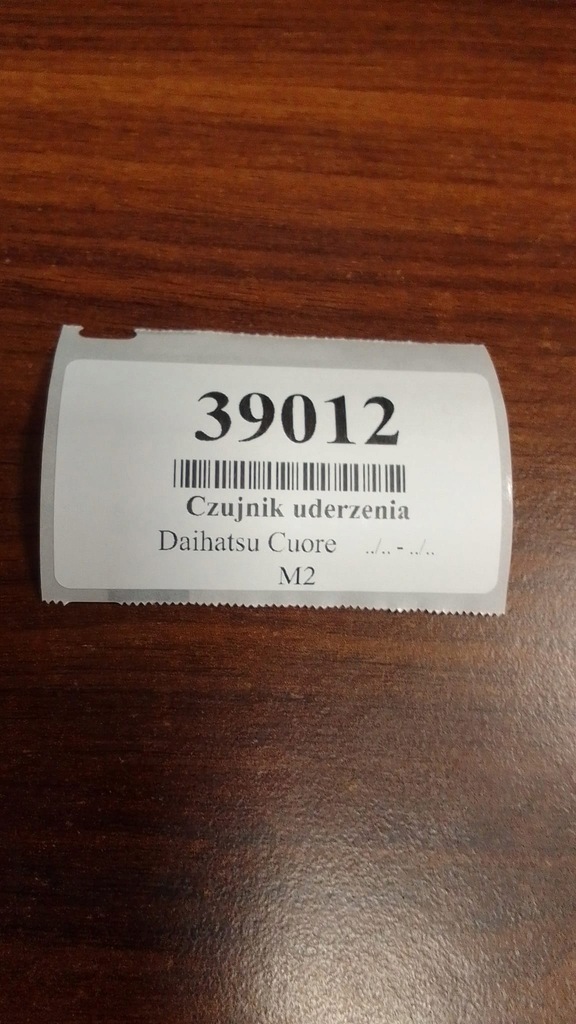 39012
Czujnik uderzenia
Daihatsu Cuore ../.. - ../..
M2